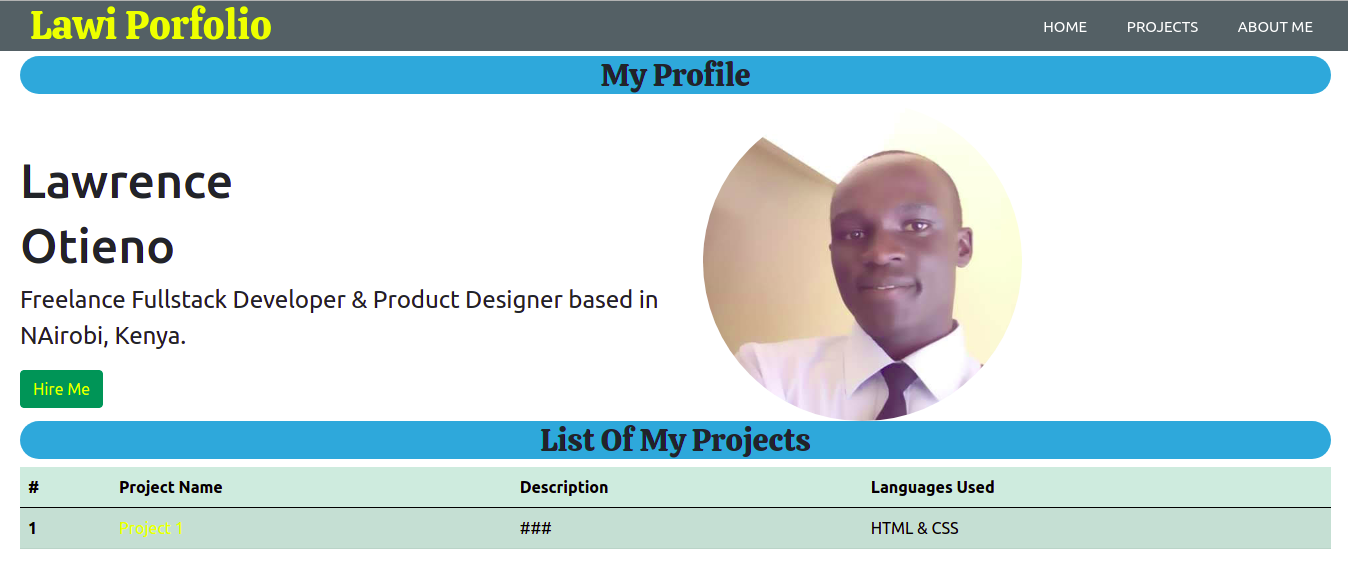 Lawi Porfolio
HOME PROJECTS ABOUT ME
My Profile
Lawrence
Otieno
Freelance Fullstack Developer & Product Designer based in
NAirobi, Kenya.
Hire Me
List Of My Projects
# Project Name Description Languages Used
1 Project 1 ### HTML & CSS